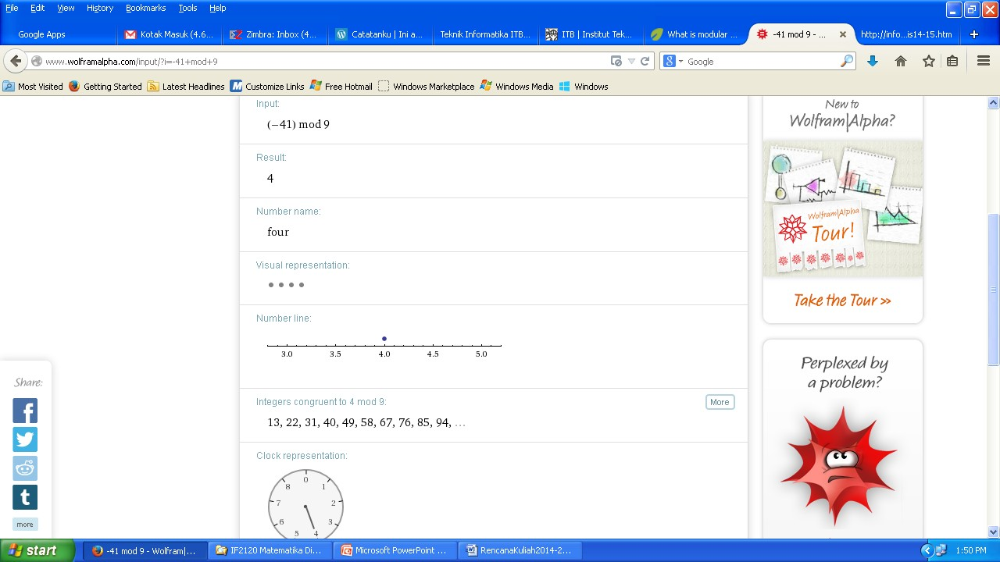 File Edit View History Bookmarks Tools Help
Google Apps
Kotak Masuk (4.6...
Zimbra: Inbox (4...
Catatanku | Ini a...
Teknik Informatika ITB...
ITB | Institut Tek...
What is modular ...
-41 mod 9 - ...
http://info...is14-15.htm
www.wolframalpha.com/input/?i=-41+mod+9
Google
Most Visited Getting Started Latest Headlines Customize Links Free Hotmail Windows Marketplace Windows Media Windows
Input:
(−41) mod 9
Result:
4
Number name:
four
Visual representation:
Number line:
3.0 3.5 4.0 4.5 5.0
Integers congruent to 4 mod 9:
More
13, 22, 31, 40, 49, 58, 67, 76, 85, 94, ...
Clock representation:
0
8 1
7 2
6 3
5 4
New to
Wolfram|Alpha?
Wolfram|Alpha
Tour!
Take the Tour >>
Perplexed by
a problem?
Share:
more
start
-41 mod 9 - Wolfram|...
IF2120 Matematika Di...
Microsoft PowerPoint ...
RencanaKuliah2014-2...
1:50 PM